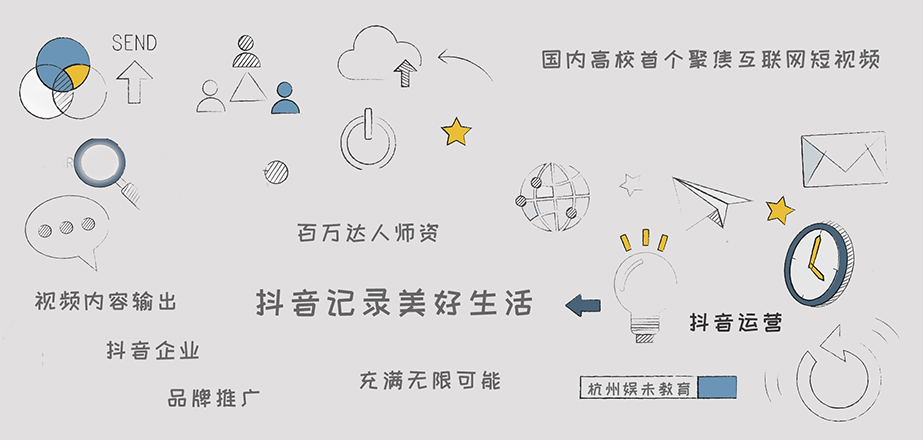 SEND
国内高校首个聚焦互联网短视频
R
百万达人师资
视频内容输出
抖音记录美好生活
抖音运营
抖音企业
充满无限可能
品牌推广
杭州娱未教育